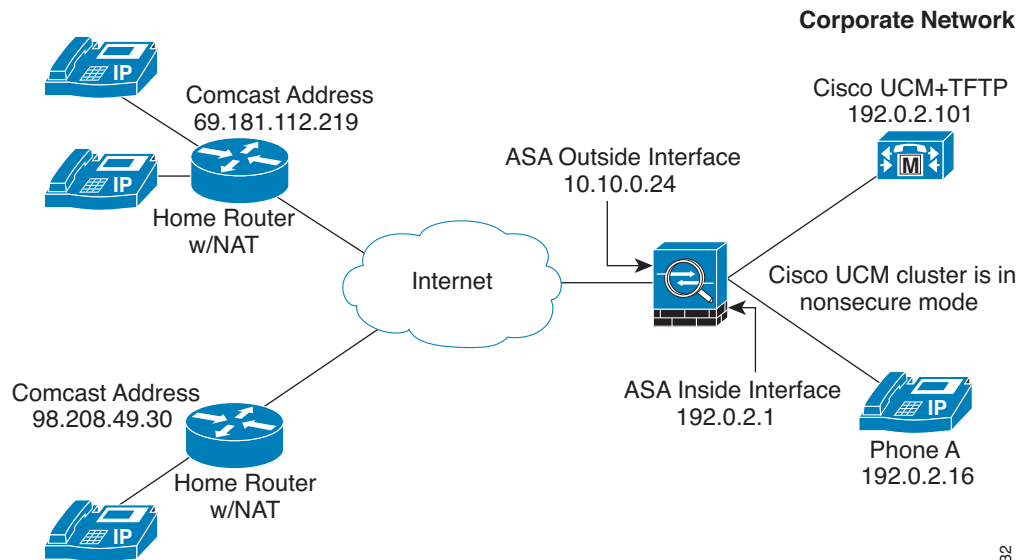 Corporate Network
IP
Comcast Address
69.181.112.219
Cisco UCM+TFTP
192.0.2.101
M
IP
ASA Outside Interface
10.10.0.24
Home Router
w/NAT
Internet
Cisco UCM cluster is in
nonsecure mode
Comcast Address
98.208.49.30
ASA Inside Interface
192.0.2.1
IP
Phone A
192.0.2.16
Home Router
w/NAT
IP